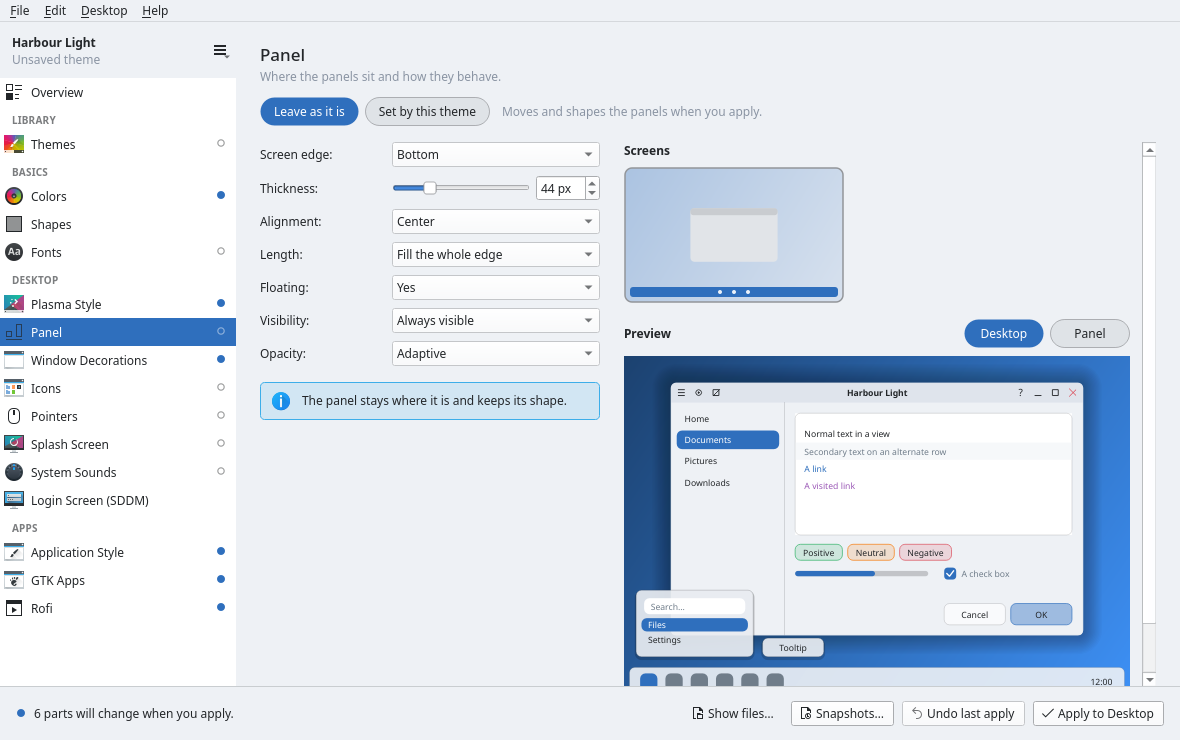 File Edit Desktop Help
Harbour Light
Unsaved theme
Overview
LIBRARY
Themes
BASICS
Colors
Shapes
Aa Fonts
DESKTOP
Plasma Style
Panel
Window Decorations
Icons
Pointers
Splash Screen
System Sounds
Login Screen (SDDM)
APPS
Application Style
GTK Apps
Rofi
Panel
Where the panels sit and how they behave.
Leave as it is Set by this theme Moves and shapes the panels when you apply.
Screen edge: Bottom
Thickness: 44 px
Alignment: Center
Length: Fill the whole edge
Floating: Yes
Visibility: Always visible
Opacity: Adaptive
The panel stays where it is and keeps its shape.
Screens
Preview Desktop Panel
Harbour Light ?
Home
Documents
Pictures
Downloads
Normal text in a view
Secondary text on an alternate row
A link
A visited link
Positive Neutral Negative
A check box
Cancel OK
Search...
Files
Settings
Tooltip
12:00
6 parts will change when you apply.
Show files... Snapshots... Undo last apply Apply to Desktop